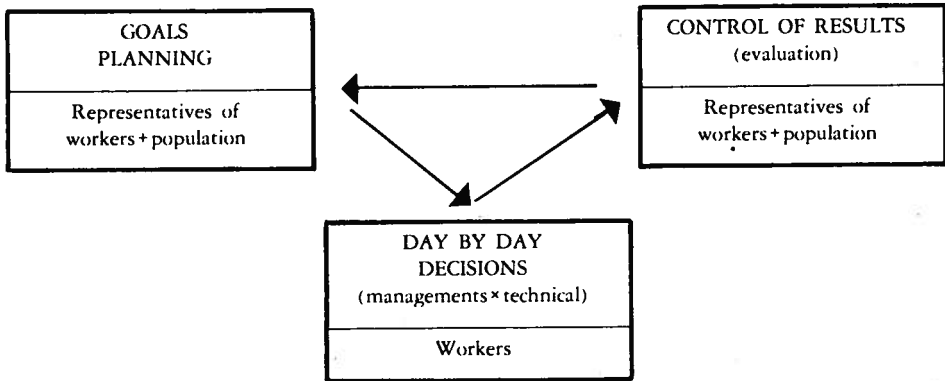 GOALS
PLANNING
Representatives of
workers + population
CONTROL OF RESULTS
(evaluation)
Representatives of
workers + population
DAY BY DAY
DECISIONS
(managements × technical)
Workers